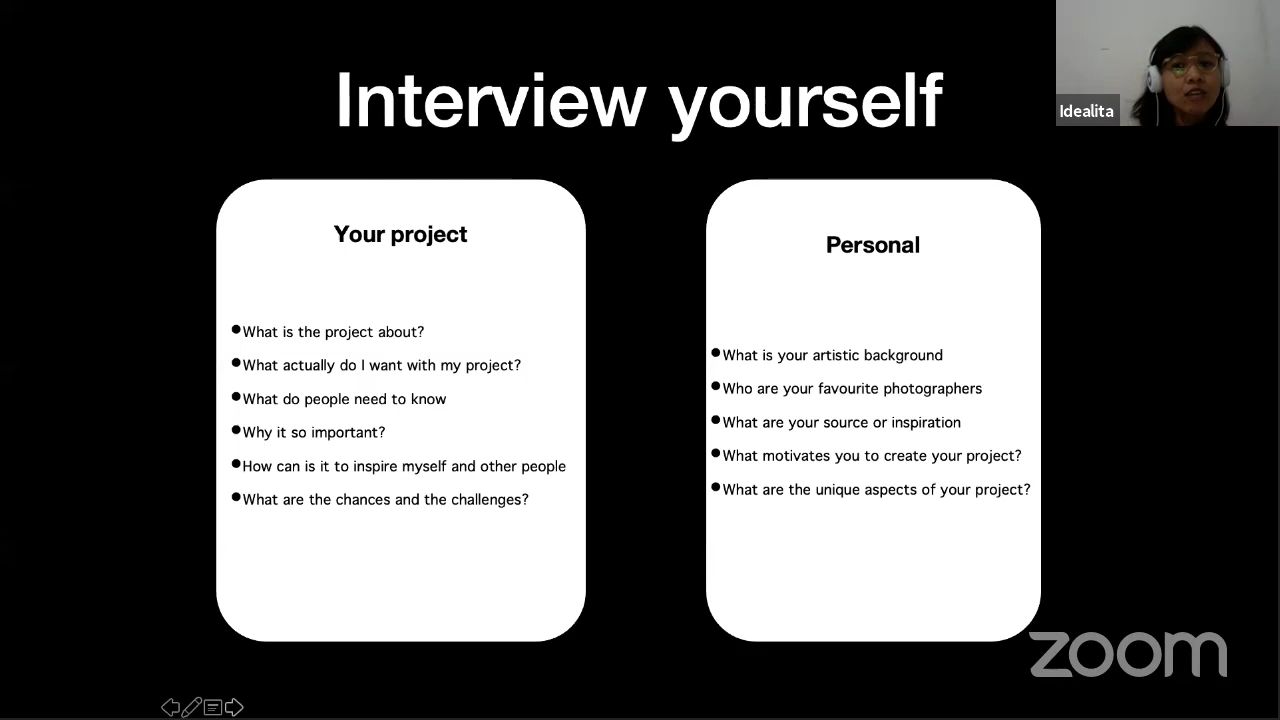 Interview yourself
Idealita
Your project
•What is the project about?
•What actually do I want with my project?
•What do people need to know
•Why it so important?
•How can is it to inspire myself and other people
•What are the chances and the challenges?
Personal
•What is your artistic background
•Who are your favourite photographers
•What are your source or inspiration
•What motivates you to create your project?
•What are the unique aspects of your project?
zoom